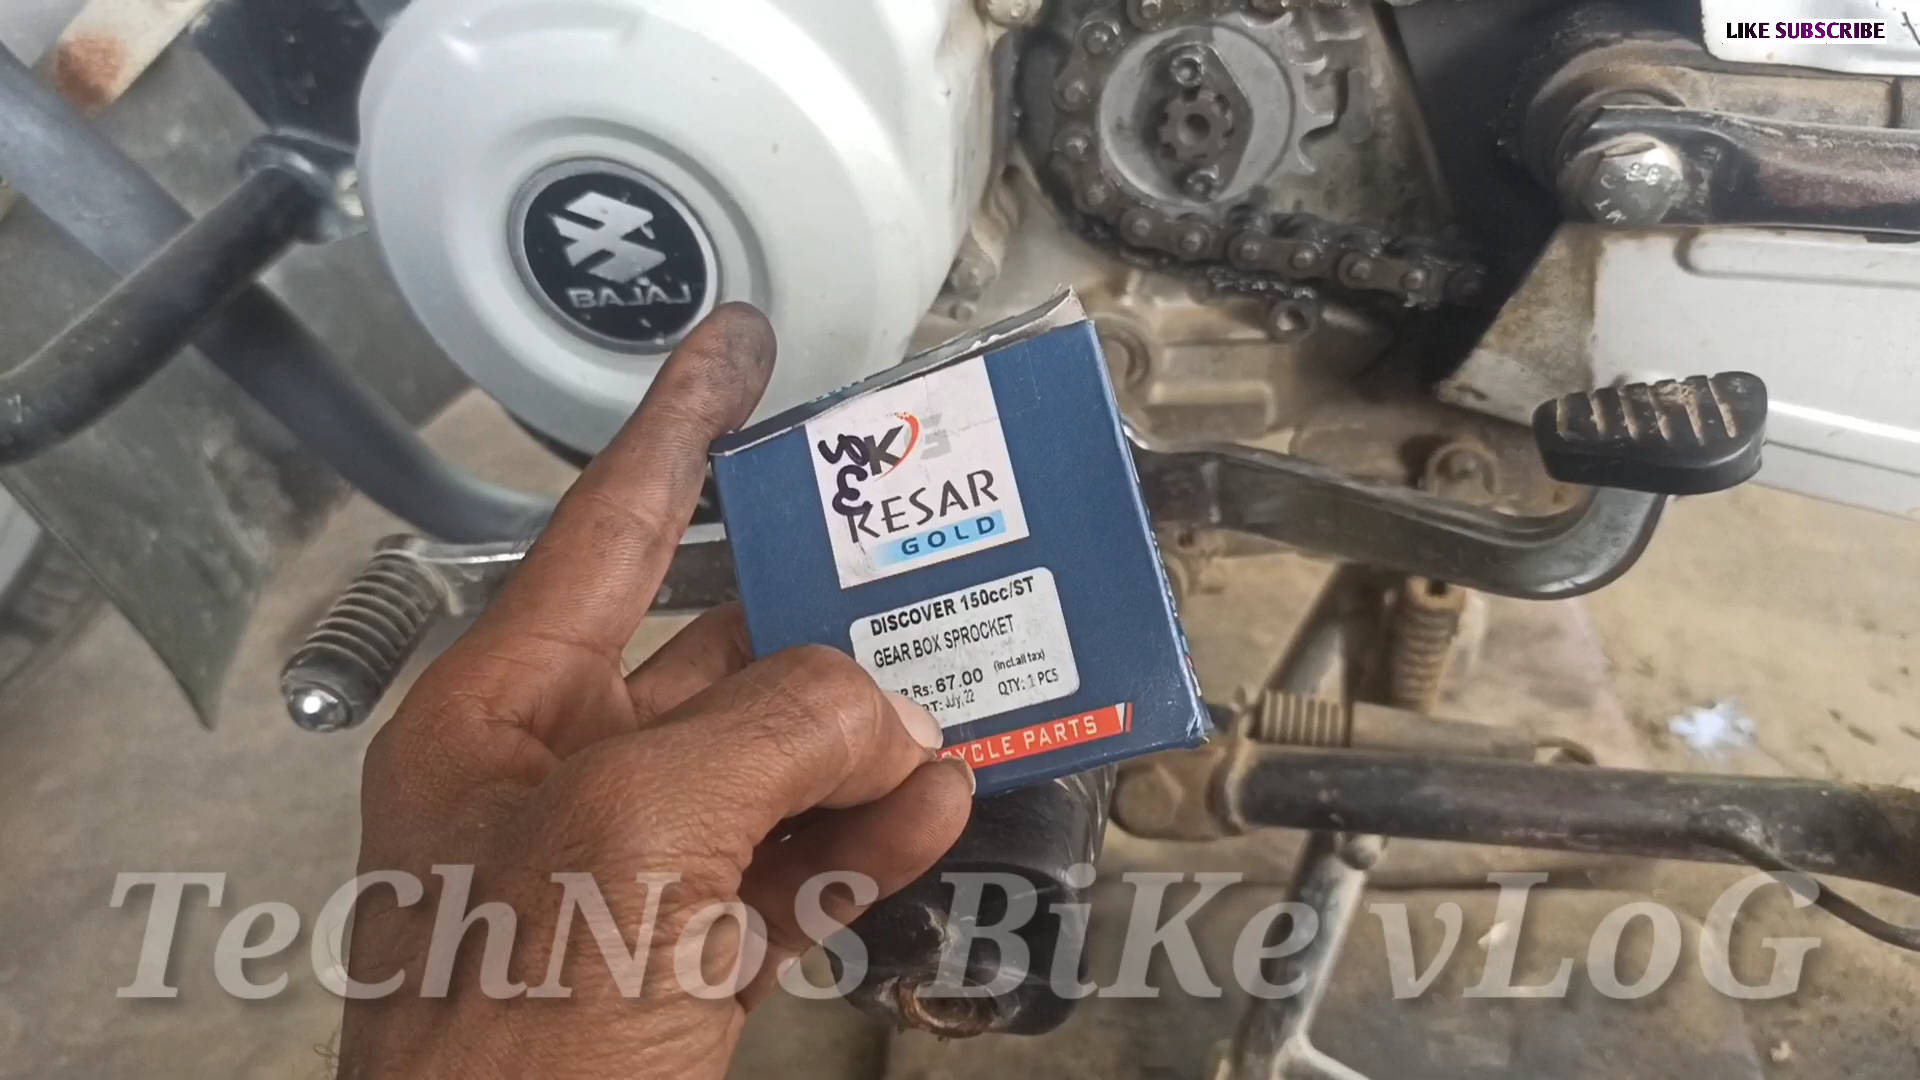 LIKE SUBSCRIBE
BAJAJ
K
KESAR
GOLD
DISCOVER 150cc/ST
GEAR BOX SPROCKET
Rs: 67.00 (incl.all tax)
July, 22 QTY: 1 PCS
CYCLE PARTS
TeChNoS BiKe vLoG